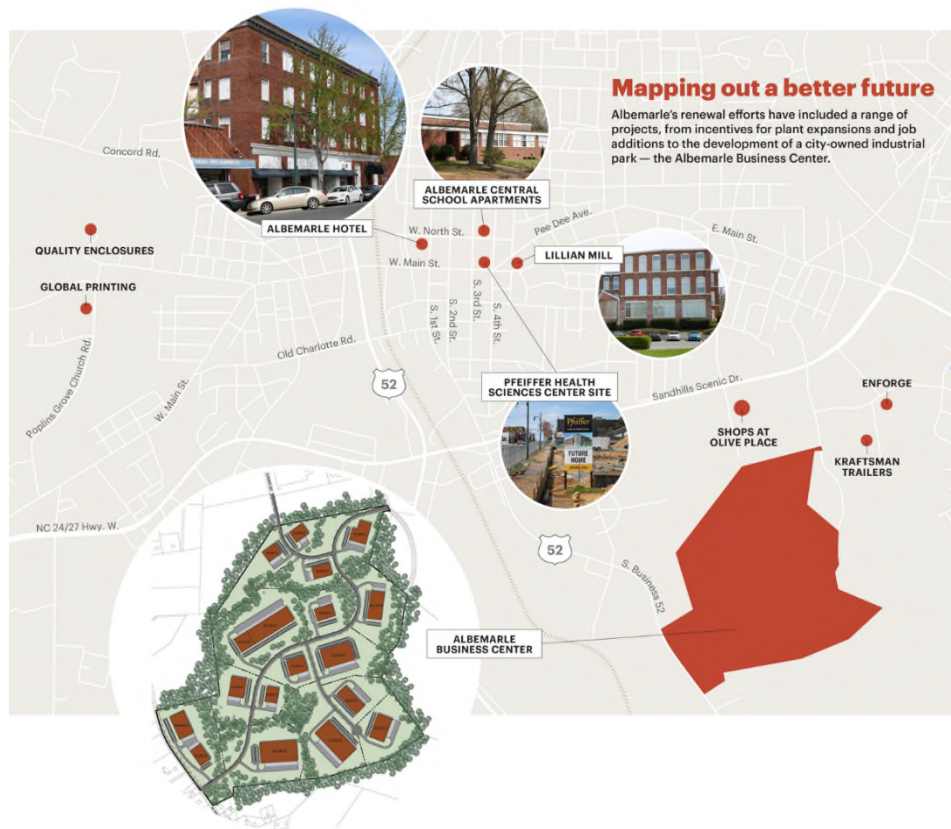 Mapping out a better future
Albemarle's renewal efforts have included a range of
projects, from incentives for plant expansions and job
additions to the development of a city-owned industrial
park — the Albemarle Business Center.
Concord Rd.
ALBEMARLE CENTRAL
SCHOOL APARTMENTS
Pee Dee Ave.
W. North St.
ALBEMARLE HOTEL
E. Main St.
QUALITY ENCLOSURES
W. Main St.
LILLIAN MILL
GLOBAL PRINTING
S. 1st St.
S. 2nd St.
S. 3rd St.
S. 4th St.
Old Charlotte Rd.
Poplins Grove Church Rd.
W. Main St.
52
PFEIFFER HEALTH
SCIENCES CENTER SITE
Sandhills Scenic Dr.
ENFORGE
Pfeiffer
FUTURE
HOME
SHOPS AT
OLIVE PLACE
KRAFTSMAN
TRAILERS
NC 24/27 Hwy. W.
52
S. Business 52
ALBEMARLE
BUSINESS CENTER